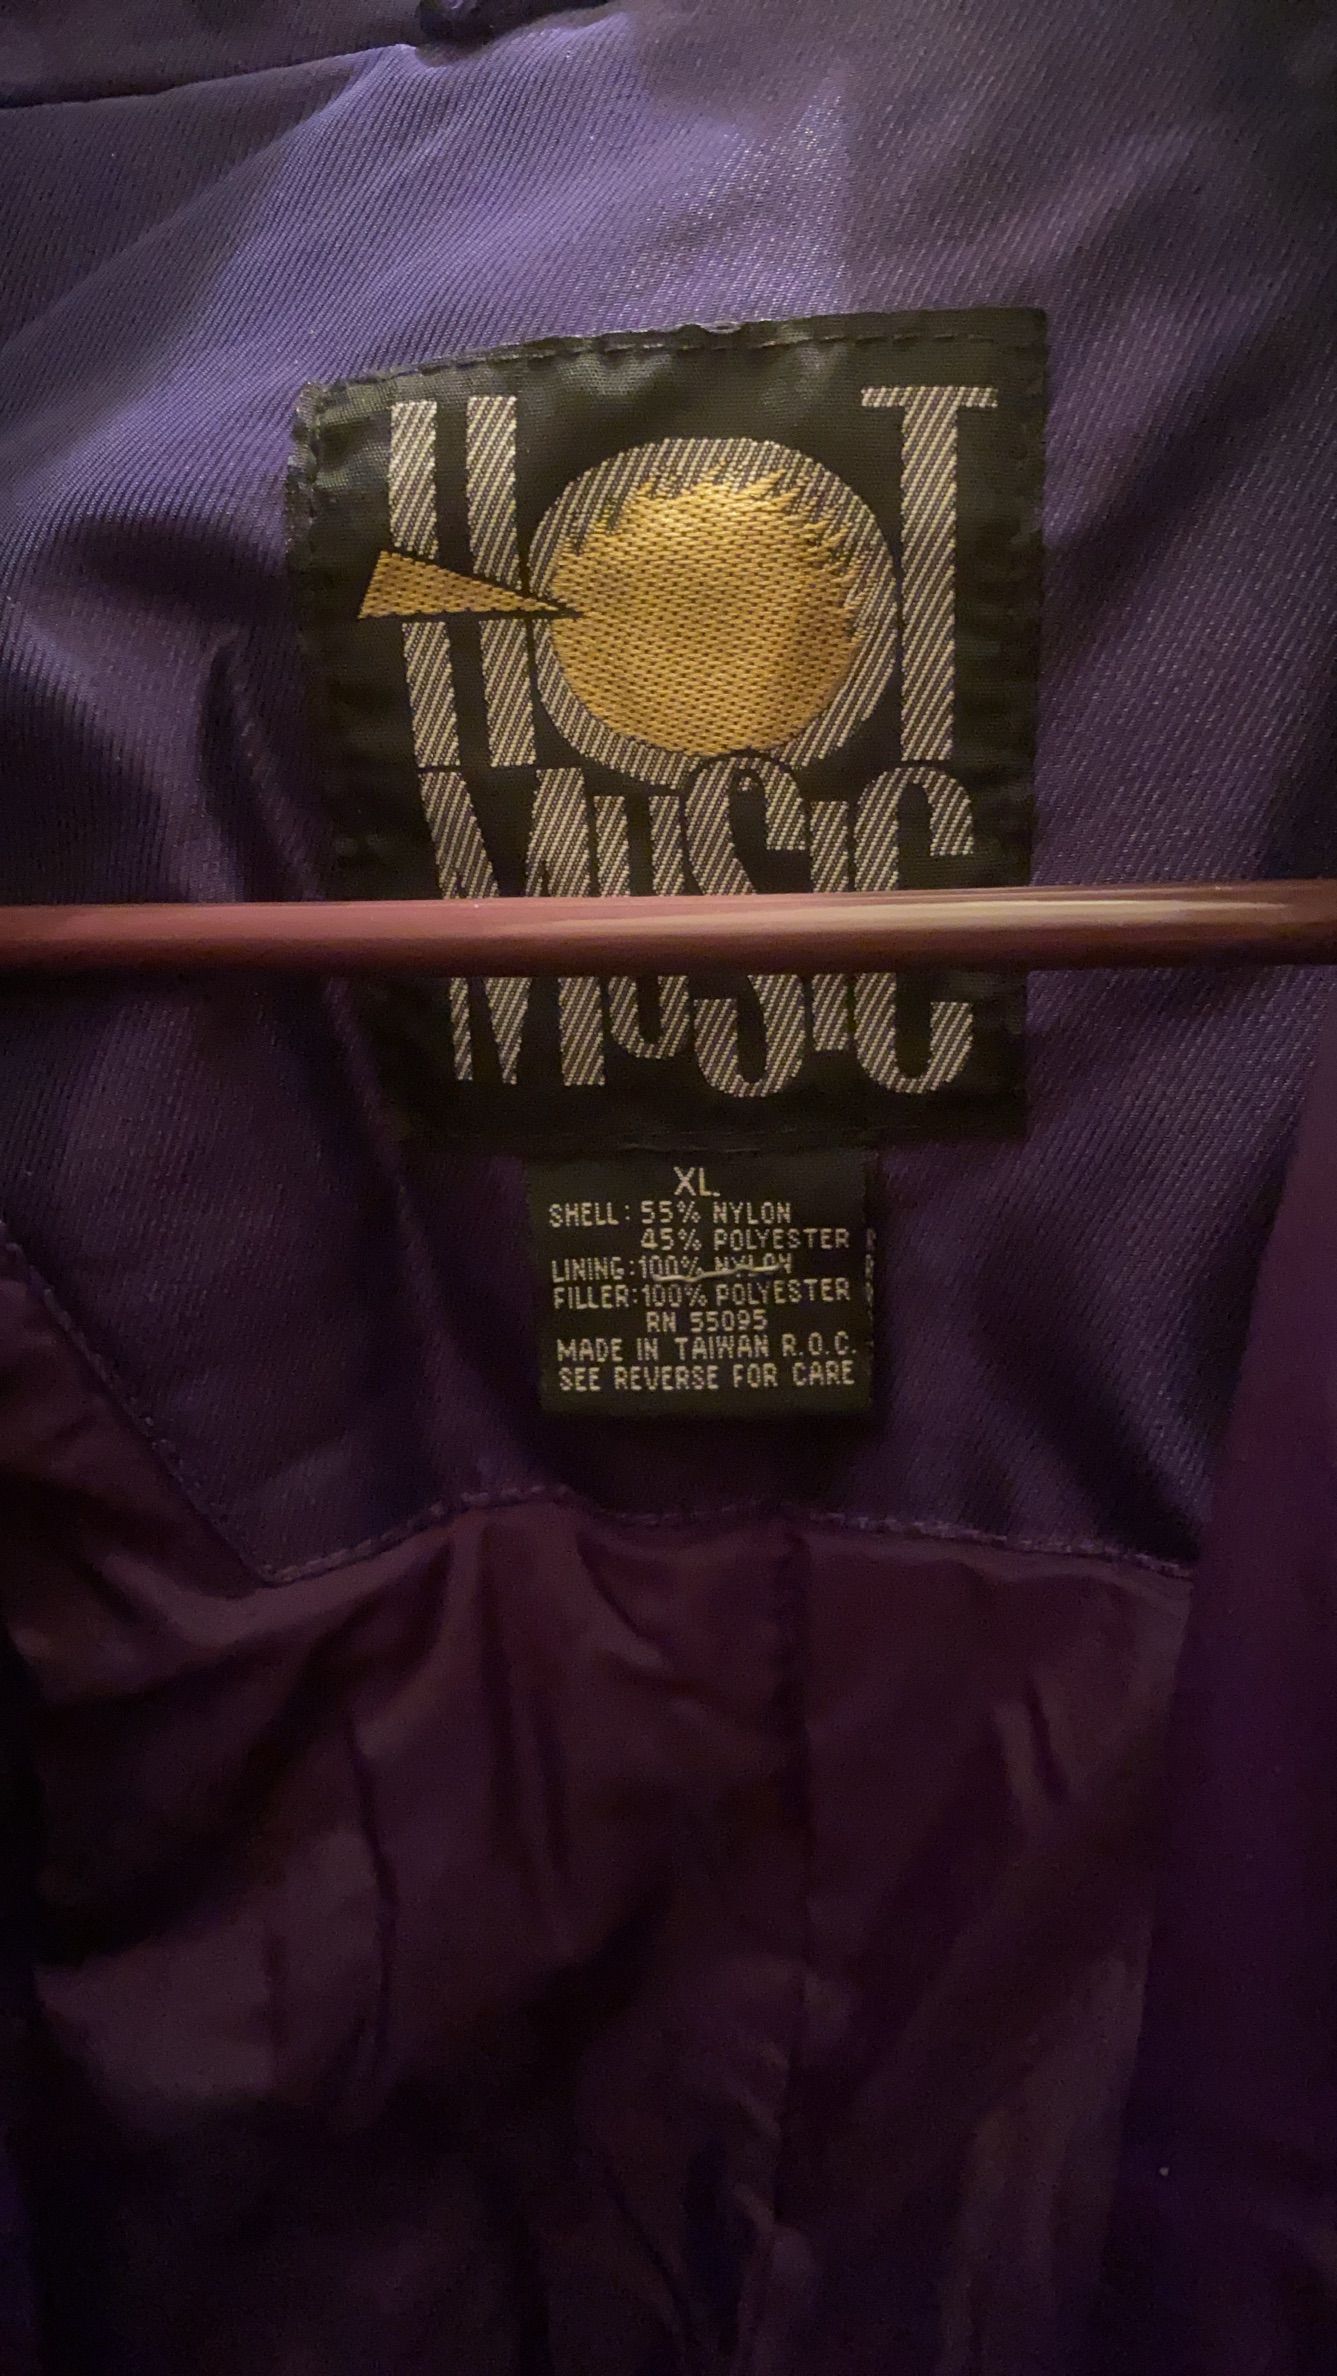 HOT
MUSIC
XL
SHELL: 55% NYLON
45% POLYESTER
LINING: 100% NYLON
FILLER: 100% POLYESTER
RN 55095
MADE IN TAIWAN R.O.C.
SEE REVERSE FOR CARE